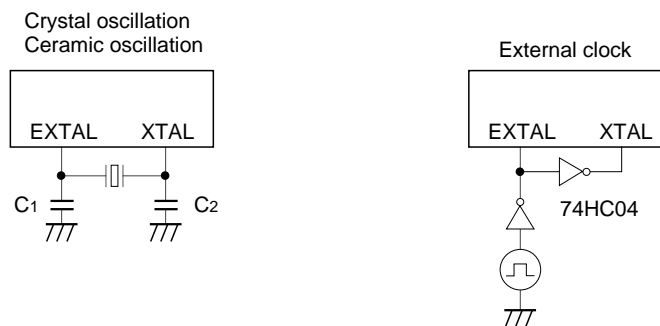 Crystal oscillation
Ceramic oscillation
EXTAL XTAL
C1 C2
External clock
EXTAL XTAL
74HC04